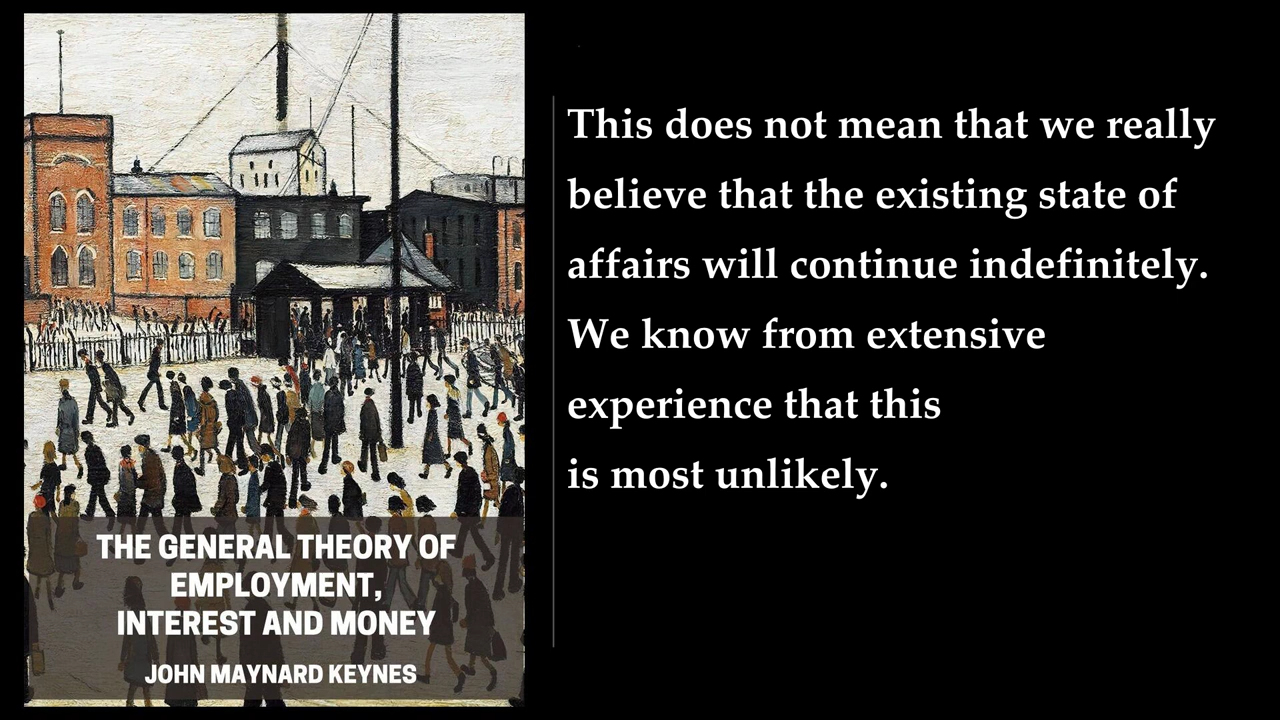 THE GENERAL THEORY OF
EMPLOYMENT,
INTEREST AND MONEY
JOHN MAYNARD KEYNES
This does not mean that we really
believe that the existing state of
affairs will continue indefinitely.
We know from extensive
experience that this
is most unlikely.